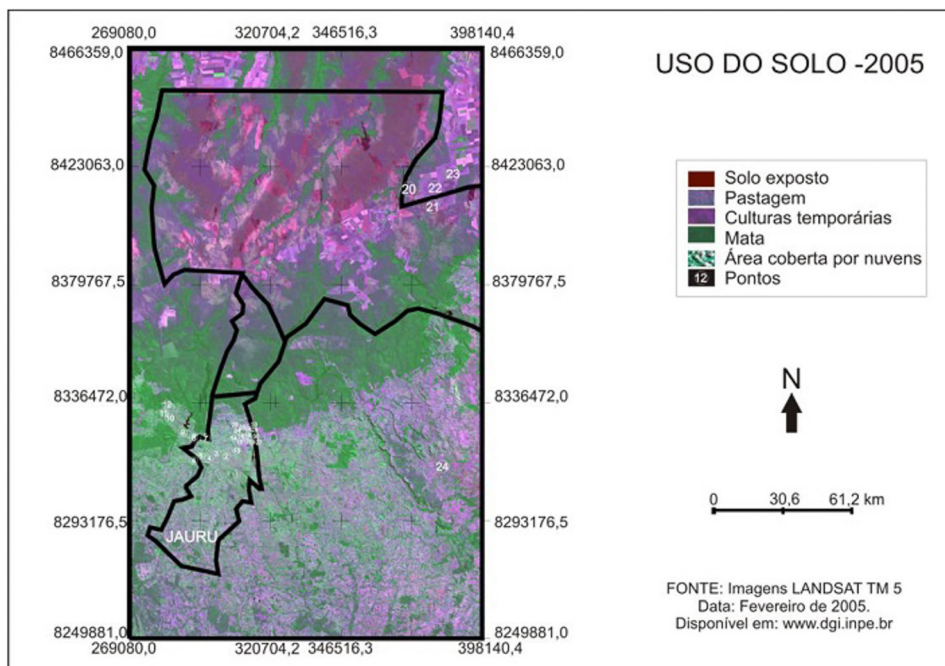 269080,0 320704,2 346516,3 398140,4
8466359,0 8466359,0
USO DO SOLO -2005
8423063,0 8423063,0
23
20 22
21
Solo exposto
Pastagem
Culturas temporárias
Mata
Área coberta por nuvens
12 Pontos
8379767,5 8379767,5
N
8336472,0 8336472,0
24
0 30,6 61,2 km
8293176,5 8293176,5
JAURU
FONTE: Imagens LANDSAT TM 5
Data: Fevereiro de 2005.
Disponível em: www.dgi.inpe.br
8249881,0 8249881,0
269080,0 320704,2 346516,3 398140,4